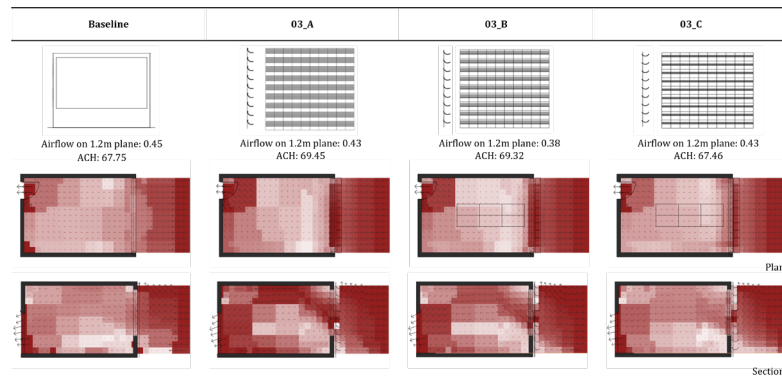 Baseline 03_A 03_B 03_C
Airflow on 1.2m plane: 0.45 Airflow on 1.2m plane: 0.43 Airflow on 1.2m plane: 0.38 Airflow on 1.2m plane: 0.43
ACH: 67.75 ACH: 69.45 ACH: 69.32 ACH: 67.46
Plan
Section